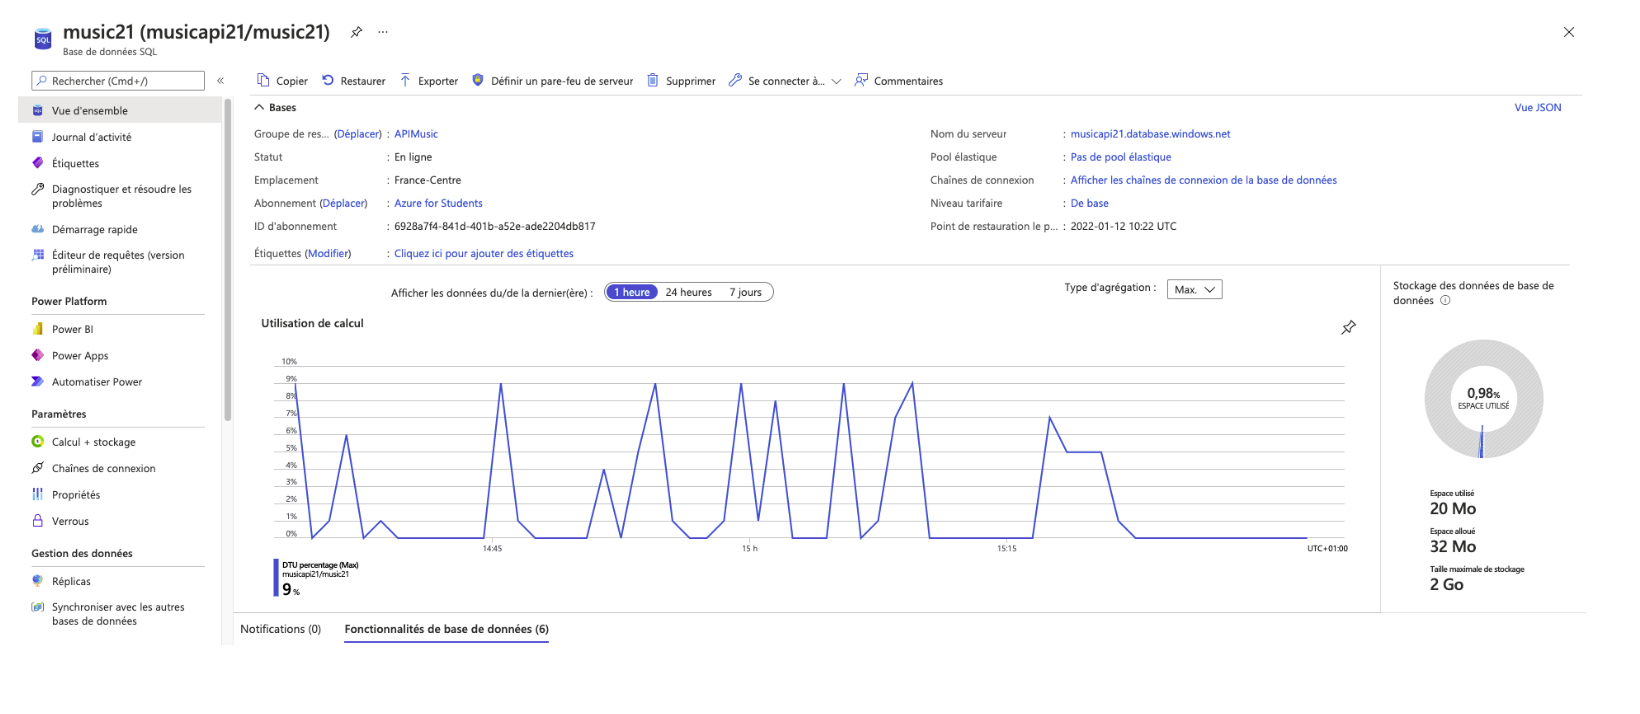 music21 (musicapi21/music21)
...
Base de données SQL
Rechercher (Cmd+/)
«
Vue d'ensemble
Journal d'activité
Étiquettes
Diagnostiquer et résoudre les
problèmes
Démarrage rapide
Éditeur de requêtes (version
préliminaire)
Power Platform
Power BI
Power Apps
Automatiser Power
Paramètres
Calcul + stockage
Chaînes de connexion
Propriétés
Verrous
Gestion des données
Réplicas
Synchroniser avec les autres
bases de données
Copier Restaurer Exporter Définir un pare-feu de serveur Supprimer Se connecter à... Commentaires
Bases
Vue JSON
Groupe de res... (Déplacer) : APIMusic
Statut : En ligne
Emplacement : France-Centre
Abonnement (Déplacer) : Azure for Students
ID d'abonnement : 6928a7f4-841d-401b-a52e-ade2204db817
Étiquettes (Modifier) : Cliquez ici pour ajouter des étiquettes
Nom du serveur : musicapi21.database.windows.net
Pool élastique : Pas de pool élastique
Chaînes de connexion : Afficher les chaînes de connexion de la base de données
Niveau tarifaire : De base
Point de restauration le p... : 2022-01-12 10:22 UTC
Afficher les données du/de la dernier(ère) : 1 heure 24 heures 7 jours
Type d'agrégation : Max.
Utilisation de calcul
10%
9%
8%
7%
6%
5%
4%
3%
2%
1%
0%
14:45 15 h 15:15 UTC+01:00
DTU percentage (Max)
musicapi21/music21
9 %
Stockage des données de base de
données
0,98%
ESPACE UTILISÉ
Espace utilisé
20 Mo
Espace alloué
32 Mo
Taille maximale de stockage
2 Go
Notifications (0) Fonctionnalités de base de données (6)